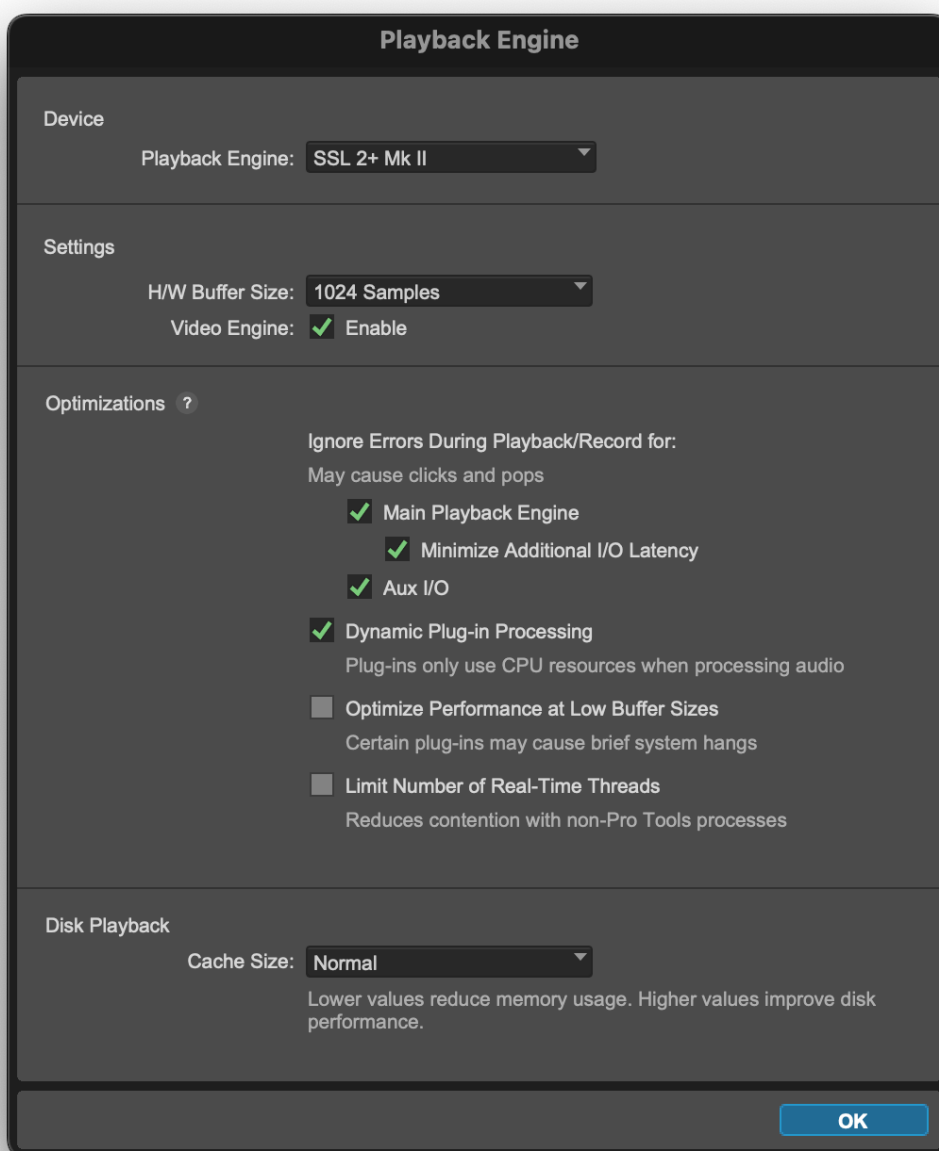 Playback Engine
Device
Playback Engine: SSL 2+ Mk II
Settings
H/W Buffer Size: 1024 Samples
Video Engine: Enable
Optimizations ?
Ignore Errors During Playback/Record for:
May cause clicks and pops
Main Playback Engine
Minimize Additional I/O Latency
Aux I/O
Dynamic Plug-in Processing
Plug-ins only use CPU resources when processing audio
Optimize Performance at Low Buffer Sizes
Certain plug-ins may cause brief system hangs
Limit Number of Real-Time Threads
Reduces contention with non-Pro Tools processes
Disk Playback
Cache Size: Normal
Lower values reduce memory usage. Higher values improve disk
performance.
OK